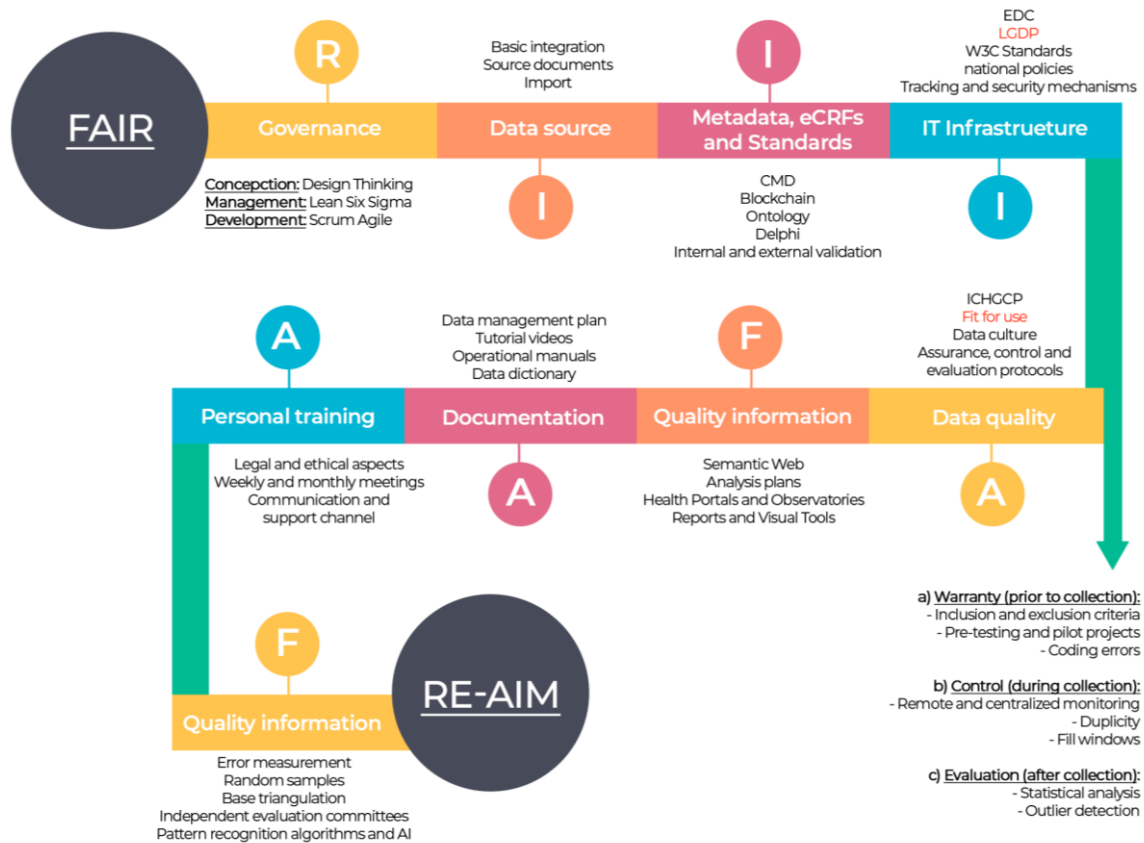 FAIR
R
Governance
Concepction: Design Thinking
Management: Lean Six Sigma
Development: Scrum Agile
Basic integration
Source documents
Import
Data source
I
I
Metadata, eCRFs
and Standards
CMD
Blockchain
Ontology
Delphi
Internal and external validation
EDC
LGDP
W3C Standards
national policies
Tracking and security mechanisms
IT Infrastrueture
I
A
Personal training
Legal and ethical aspects
Weekly and monthly meetings
Communication and
support channel
Data management plan
Tutorial videos
Operational manuals
Data dictionary
Documentation
A
F
Quality information
Semantic Web
Analysis plans
Health Portals and Observatories
Reports and Visual Tools
ICHGCP
Fit for use
Data culture
Assurance, control and
evaluation protocols
Data quality
A
a) Warranty (prior to collection):
- Inclusion and exclusion criteria
- Pre-testing and pilot projects
- Coding errors
b) Control (during collection):
- Remote and centralized monitoring
- Duplicity
- Fill windows
c) Evaluation (after collection):
- Statistical analysis
- Outlier detection
F
Quality information
Error measurement
Random samples
Base triangulation
Independent evaluation committees
Pattern recognition algorithms and AI
RE-AIM